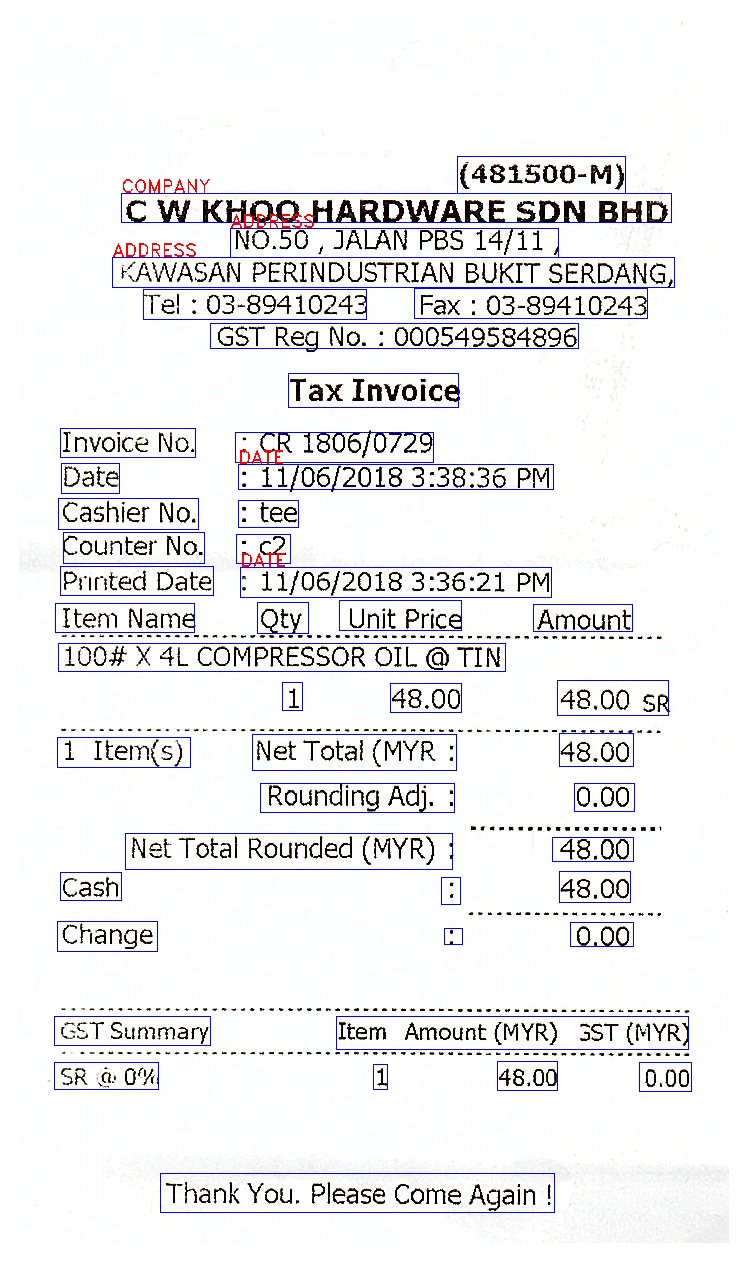 (481500-M)
COMPANY
C W KHOO HARDWARE SDN BHD
ADDRESS
NO.50 , JALAN PBS 14/11 ,
ADDRESS
KAWASAN PERINDUSTRIAN BUKIT SERDANG,
Tel : 03-89410243 Fax : 03-89410243
GST Reg No. : 000549584896
Tax Invoice
Invoice No. : CR 1806/0729
DATE
Date : 11/06/2018 3:38:36 PM
Cashier No. : tee
Counter No. : c2
DATE
Printed Date : 11/06/2018 3:36:21 PM
Item Name Qty Unit Price Amount
100# X 4L COMPRESSOR OIL @ TIN
1 48.00 48.00 SR
1 Item(s) Net Total (MYR : 48.00
Rounding Adj. : 0.00
Net Total Rounded (MYR) : 48.00
Cash : 48.00
Change : 0.00
GST Summary Item Amount (MYR) GST (MYR)
SR @ 0% 1 48.00 0.00
Thank You. Please Come Again !